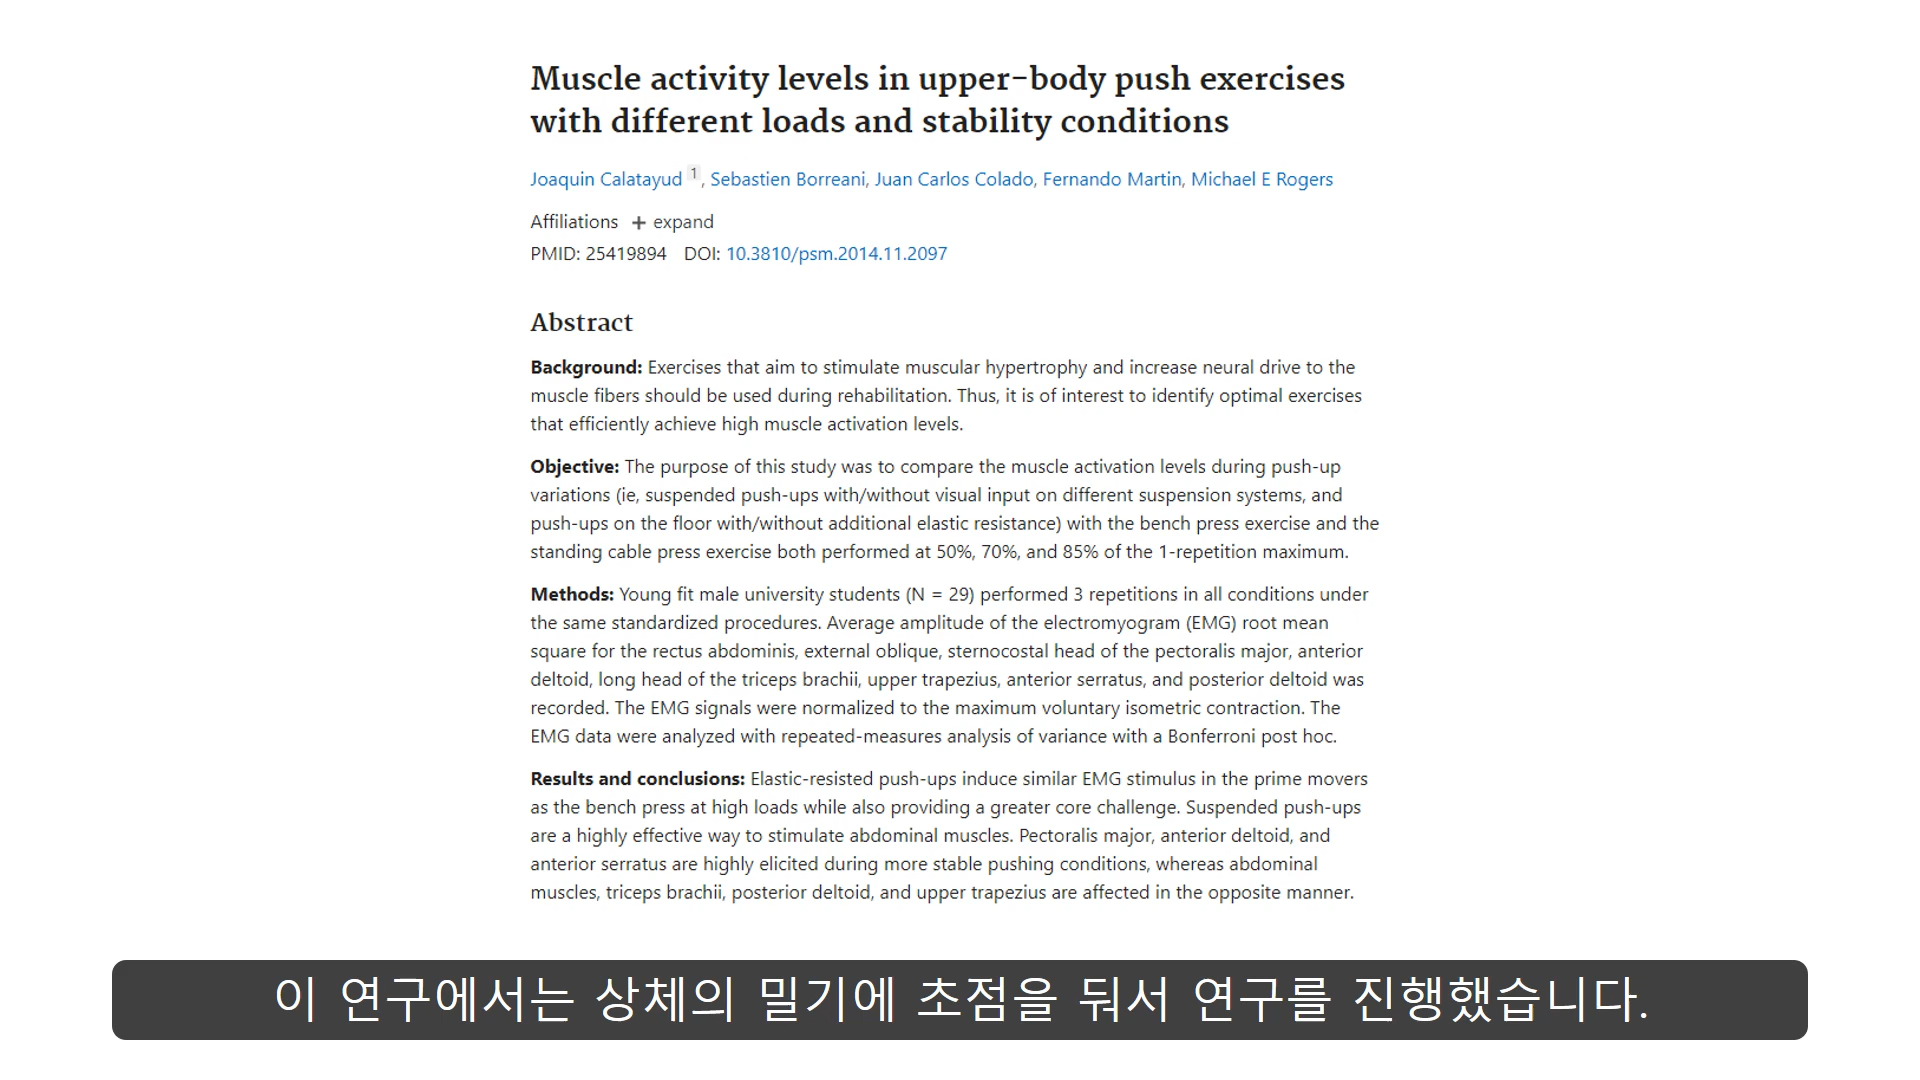 Muscle activity levels in upper-body push exercises
with different loads and stability conditions
Joaquin Calatayud 1, Sebastien Borreani, Juan Carlos Colado, Fernando Martin, Michael E Rogers
Affiliations + expand
PMID: 25419894 DOI: 10.3810/psm.2014.11.2097
Abstract
Background: Exercises that aim to stimulate muscular hypertrophy and increase neural drive to the
muscle fibers should be used during rehabilitation. Thus, it is of interest to identify optimal exercises
that efficiently achieve high muscle activation levels.
Objective: The purpose of this study was to compare the muscle activation levels during push-up
variations (ie, suspended push-ups with/without visual input on different suspension systems, and
push-ups on the floor with/without additional elastic resistance) with the bench press exercise and the
standing cable press exercise both performed at 50%, 70%, and 85% of the 1-repetition maximum.
Methods: Young fit male university students (N = 29) performed 3 repetitions in all conditions under
the same standardized procedures. Average amplitude of the electromyogram (EMG) root mean
square for the rectus abdominis, external oblique, sternocostal head of the pectoralis major, anterior
deltoid, long head of the triceps brachii, upper trapezius, anterior serratus, and posterior deltoid was
recorded. The EMG signals were normalized to the maximum voluntary isometric contraction. The
EMG data were analyzed with repeated-measures analysis of variance with a Bonferroni post hoc.
Results and conclusions: Elastic-resisted push-ups induce similar EMG stimulus in the prime movers
as the bench press at high loads while also providing a greater core challenge. Suspended push-ups
are a highly effective way to stimulate abdominal muscles. Pectoralis major, anterior deltoid, and
anterior serratus are highly elicited during more stable pushing conditions, whereas abdominal
muscles, triceps brachii, posterior deltoid, and upper trapezius are affected in the opposite manner.
이 연구에서는 상체의 밀기에 초점을 둬서 연구를 진행했습니다.